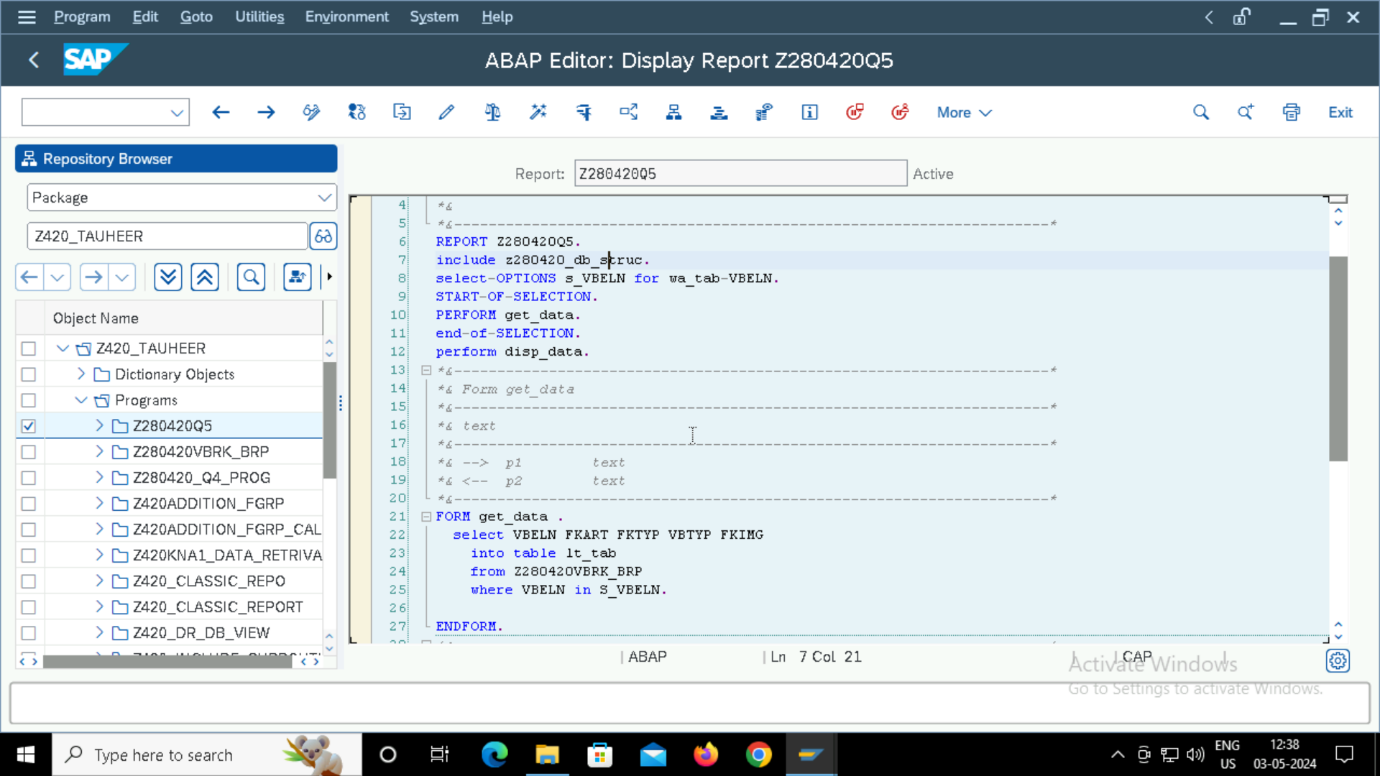 Program Edit Goto Utilities Environment System Help
SAP ABAP Editor: Display Report Z280420Q5
More Exit
Repository Browser
Report: Z280420Q5 Active
Package
Z420_TAUHEER
Object Name
Z420_TAUHEER
Dictionary Objects
Programs
Z280420Q5
Z280420VBRK_BRP
Z280420_Q4_PROG
Z420ADDITION_FGRP
Z420ADDITION_FGRP_CAL
Z420KNA1_DATA_RETRIVA
Z420_CLASSIC_REPO
Z420_CLASSIC_REPORT
Z420_DR_DB_VIEW
4 *&
5 *&---------------------------------------------------------------------*
6 REPORT Z280420Q5.
7 include z280420_db_struc.
8 select-OPTIONS s_VBELN for wa_tab-VBELN.
9 START-OF-SELECTION.
10 PERFORM get_data.
11 end-of-SELECTION.
12 perform disp_data.
13 *&---------------------------------------------------------------------*
14 *& Form get_data
15 *&---------------------------------------------------------------------*
16 *& text
17 *&---------------------------------------------------------------------*
18 *& --> p1 text
19 *& <-- p2 text
20 *&---------------------------------------------------------------------*
21 FORM get_data .
22 select VBELN FKART FKTYP VBTYP FKIMG
23 into table lt_tab
24 from Z280420VBRK_BRP
25 where VBELN in S_VBELN.
26
27 ENDFORM.
ABAP Ln 7 Col 21 CAP
Activate Windows
Go to Settings to activate Windows.
Type here to search
ENG
US
12:38
03-05-2024